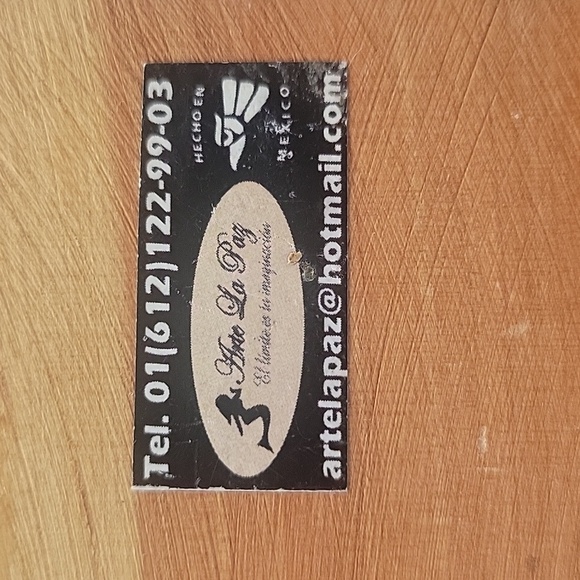 Tel. 01(612)122-99-03
HECHO EN
MEXICO
Arte La Paz
El límite es tu imaginación
artelapaz@hotmail.com